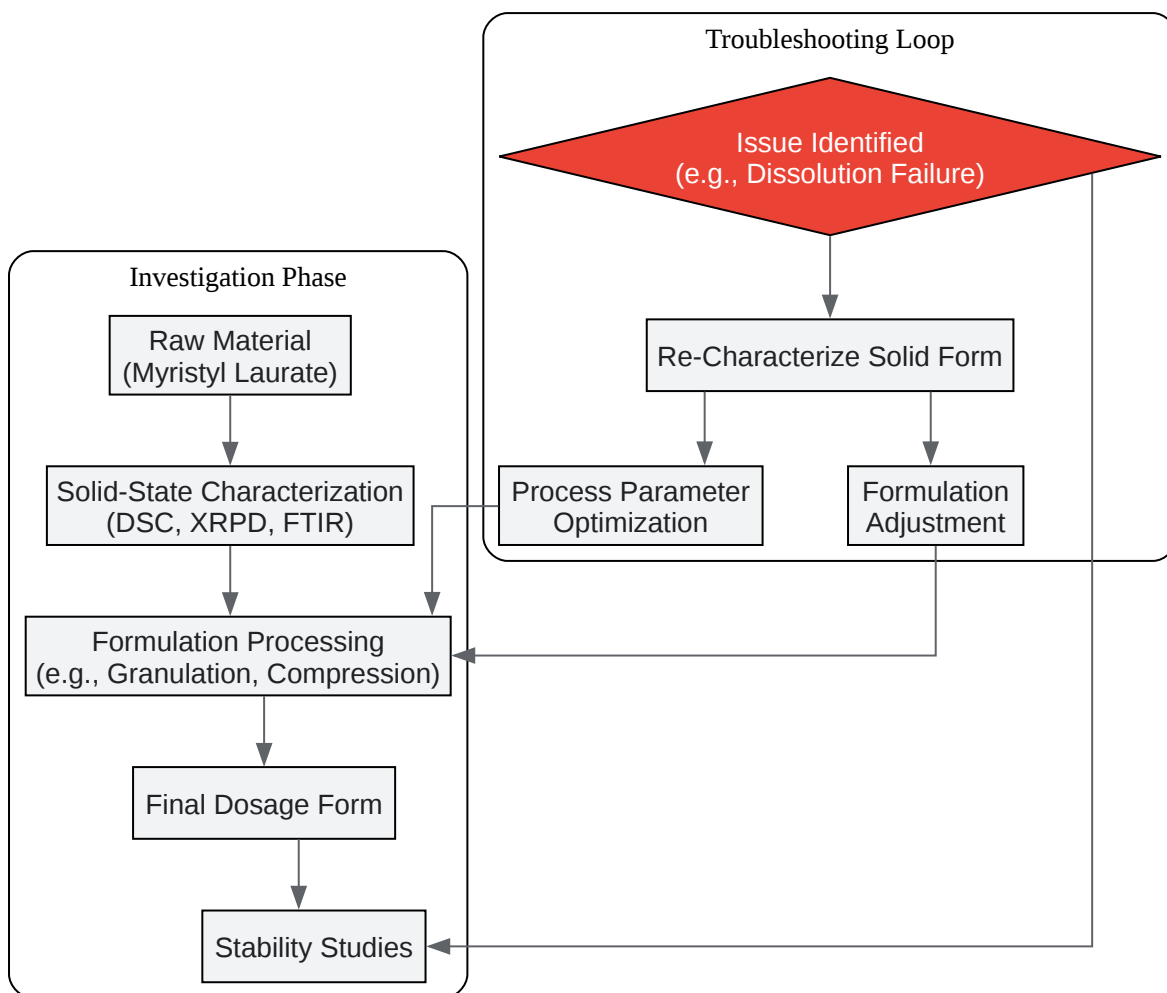 Troubleshooting Loop
Issue Identified
(e.g., Dissolution Failure)
Re-Characterize Solid Form
Process Parameter
Optimization
Formulation
Adjustment
Investigation Phase
Raw Material
(Myristyl Laurate)
Solid-State Characterization
(DSC, XRPD, FTIR)
Formulation Processing
(e.g., Granulation, Compression)
Final Dosage Form
Stability Studies